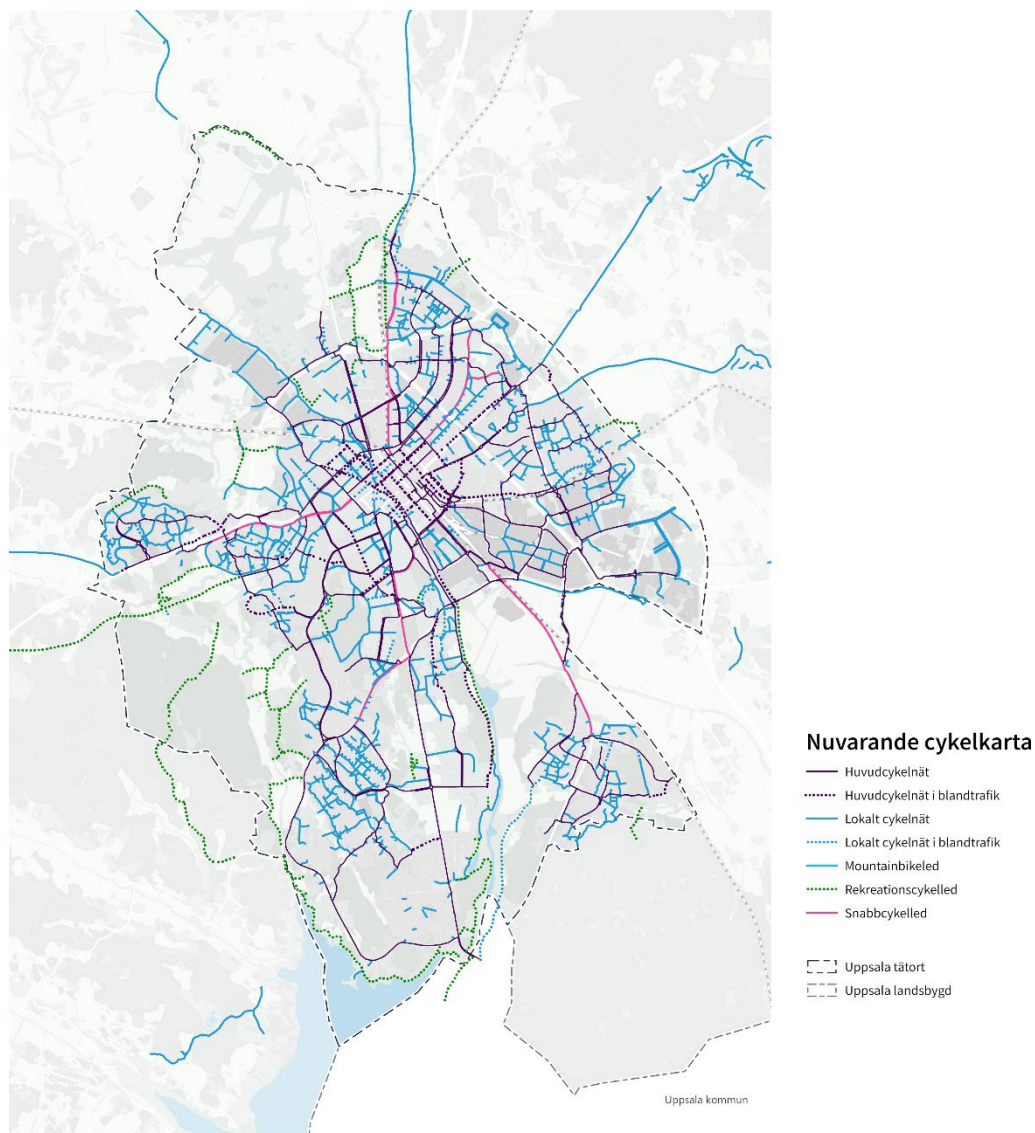 Nuvarande cykelkarta
Huvudcykelnät
Huvudcykelnät i blandtrafik
Lokalt cykelnät
Lokalt cykelnät i blandtrafik
Mountainbikeled
Rekreationscykelled
Snabbcykelled
Uppsala tätort
Uppsala landsbygd
Uppsala kommun